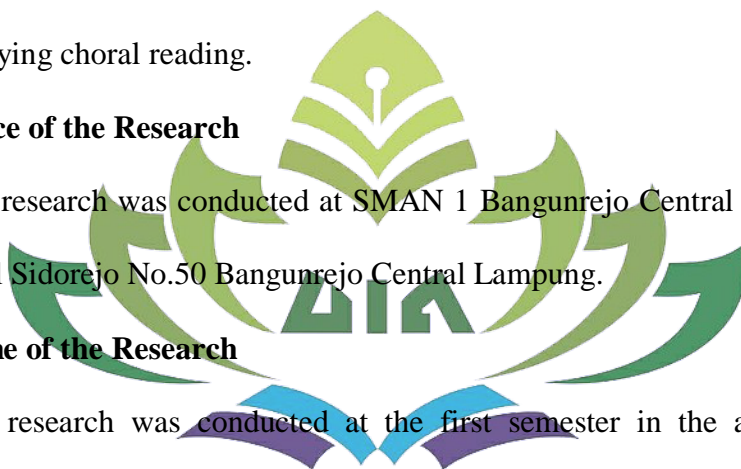 ying choral reading.
ce of the Research
research was conducted at SMAN 1 Bangunrejo Central
Sidorejo No.50 Bangunrejo Central Lampung.
UIN
e of the Research
research was conducted at the first semester in the a